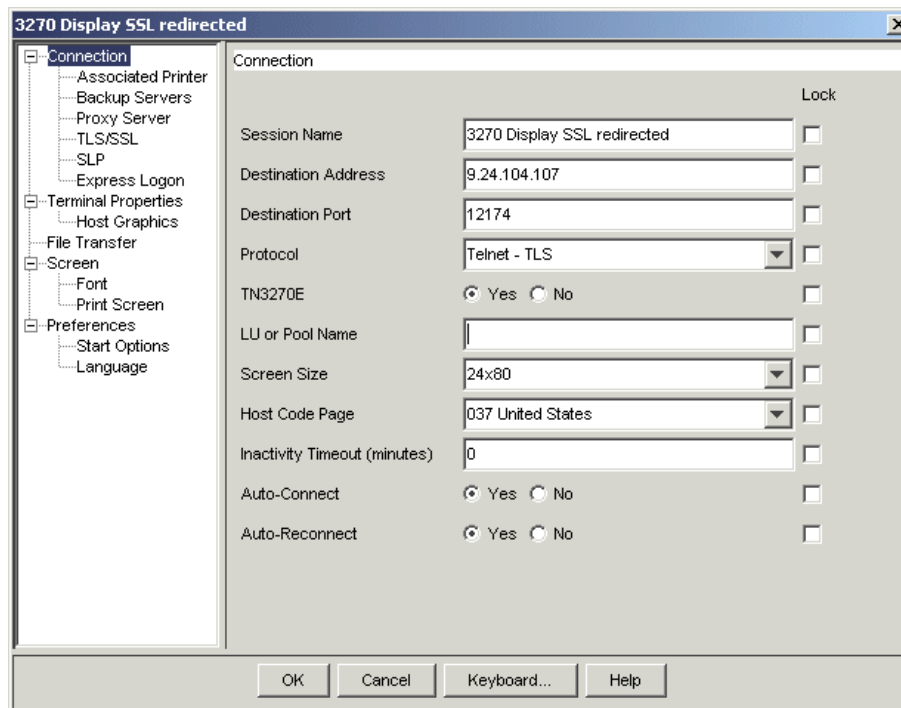 3270 Display SSL redirected
Connection
Associated Printer
Backup Servers
Proxy Server
TLS/SSL
SLP
Express Logon
Terminal Properties
Host Graphics
File Transfer
Screen
Font
Print Screen
Preferences
Start Options
Language
Connection
Lock
Session Name 3270 Display SSL redirected
Destination Address 9.24.104.107
Destination Port 12174
Protocol Telnet - TLS
TN3270E Yes No
LU or Pool Name
Screen Size 24x80
Host Code Page 037 United States
Inactivity Timeout (minutes) 0
Auto-Connect Yes No
Auto-Reconnect Yes No
OK Cancel Keyboard... Help